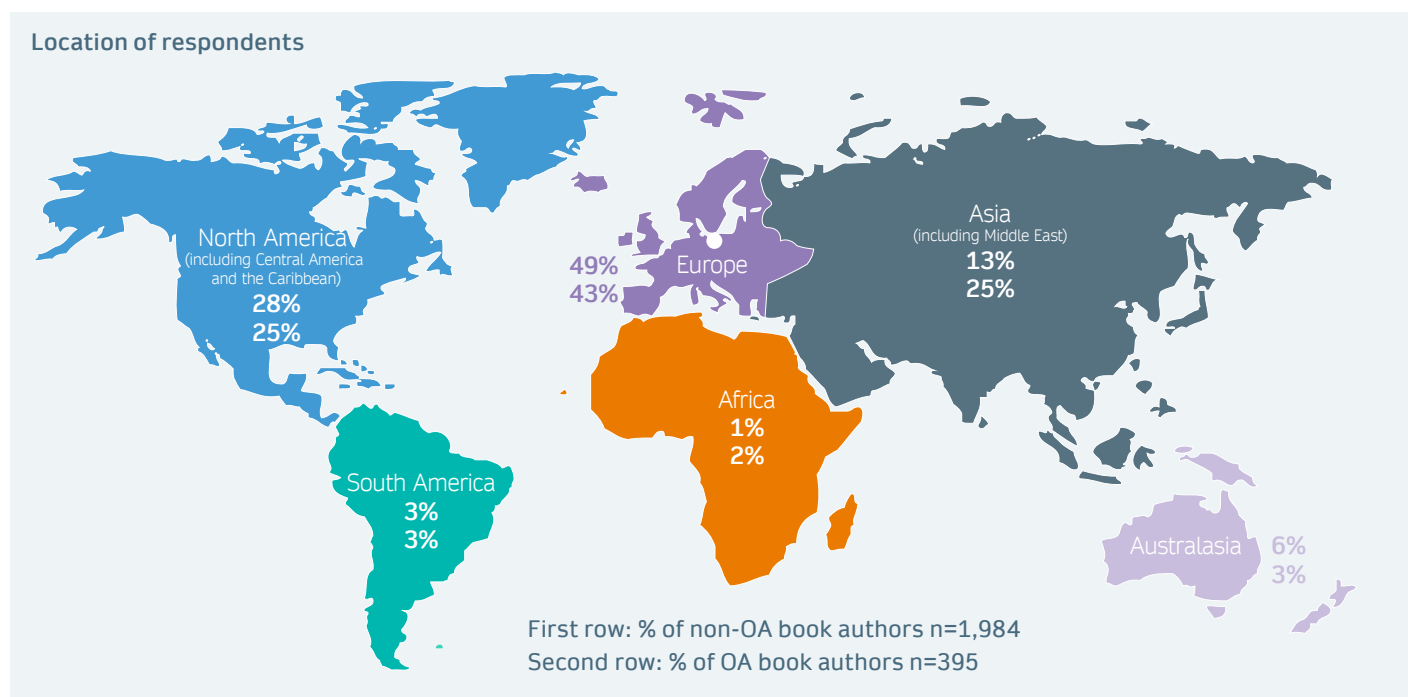 Location of respondents
North America
(including Central America
and the Caribbean)
28%
25%
49%
43%
Europe
Asia
(including Middle East)
13%
25%
Africa
1%
2%
South America
3%
3%
Australasia
6%
3%
First row: % of non-OA book authors n=1,984
Second row: % of OA book authors n=395